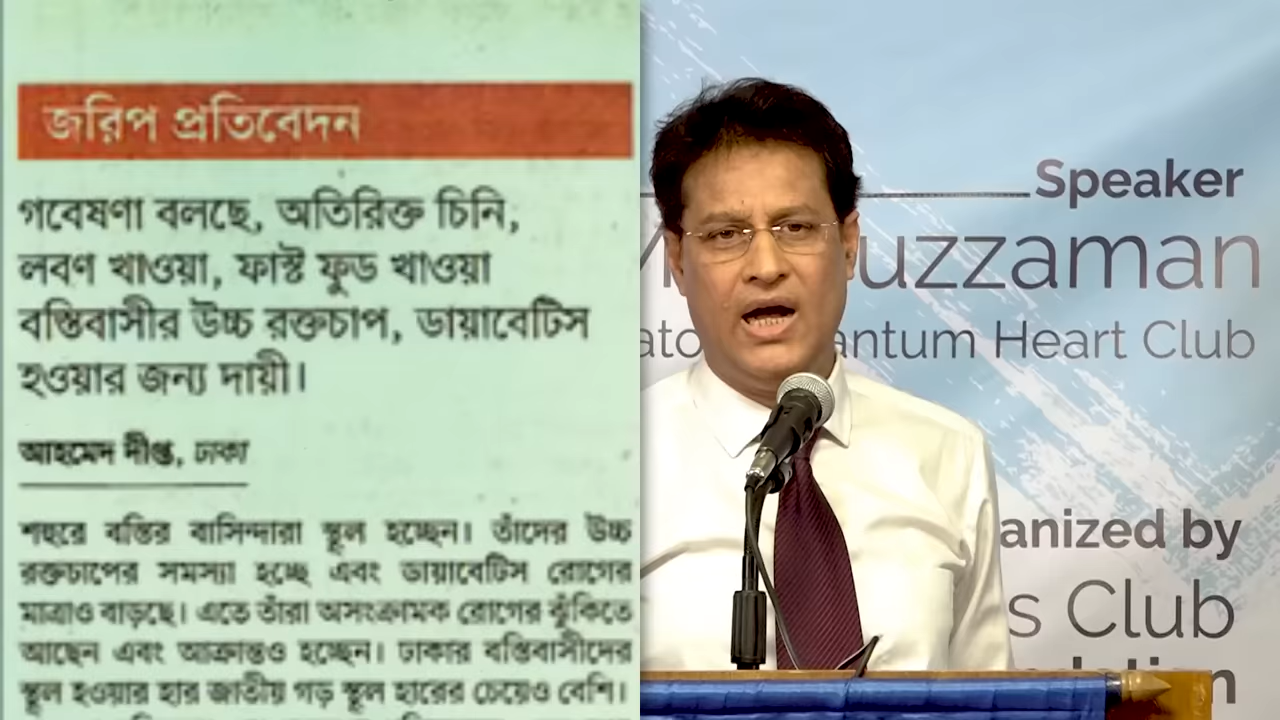 জরিপ প্রতিবেদন
গবেষণা বলছে, অতিরিক্ত চিনি,
লবণ খাওয়া, ফাস্ট ফুড খাওয়া
বস্তিবাসীর উচ্চ রক্তচাপ, ডায়াবেটিস
হওয়ার জন্য দায়ী।
আহমেদ দীপ্ত, ঢাকা
শহুরে বস্তির বাসিন্দারা স্থূল হচ্ছেন। তাঁদের উচ্চ
রক্তচাপের সমস্যা হচ্ছে এবং ডায়াবেটিস রোগের
মাত্রাও বাড়ছে। এতে তাঁরা অসংক্রামক রোগের ঝুঁকিতে
আছেন এবং আক্রান্তও হচ্ছেন। ঢাকার বস্তিবাসীদের
স্থূল হওয়ার হার জাতীয় গড় স্থূল হারের চেয়েও বেশি।
Speaker
uzzaman
antum Heart Club
anized by
s Club